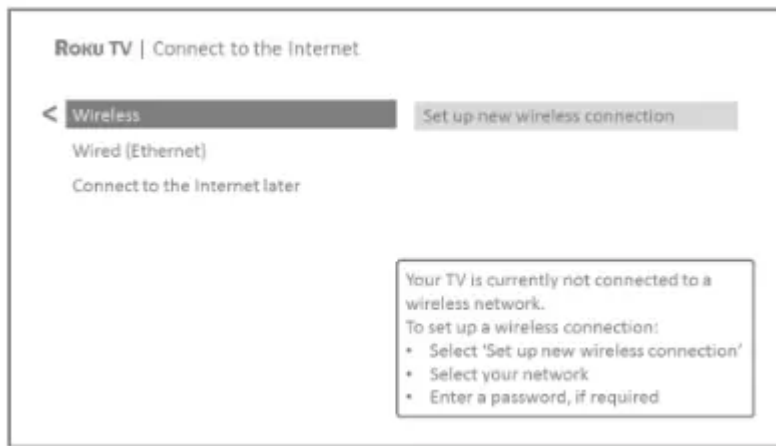 ROKU TV | Connect to the Internet
< Wireless
Set up new wireless connection
Wired (Ethernet)
Connect to the Internet later
Your TV is currently not connected to a
wireless network.
To set up a wireless connection:
• Select 'Set up new wireless connection'
• Select your network
• Enter a password, if required